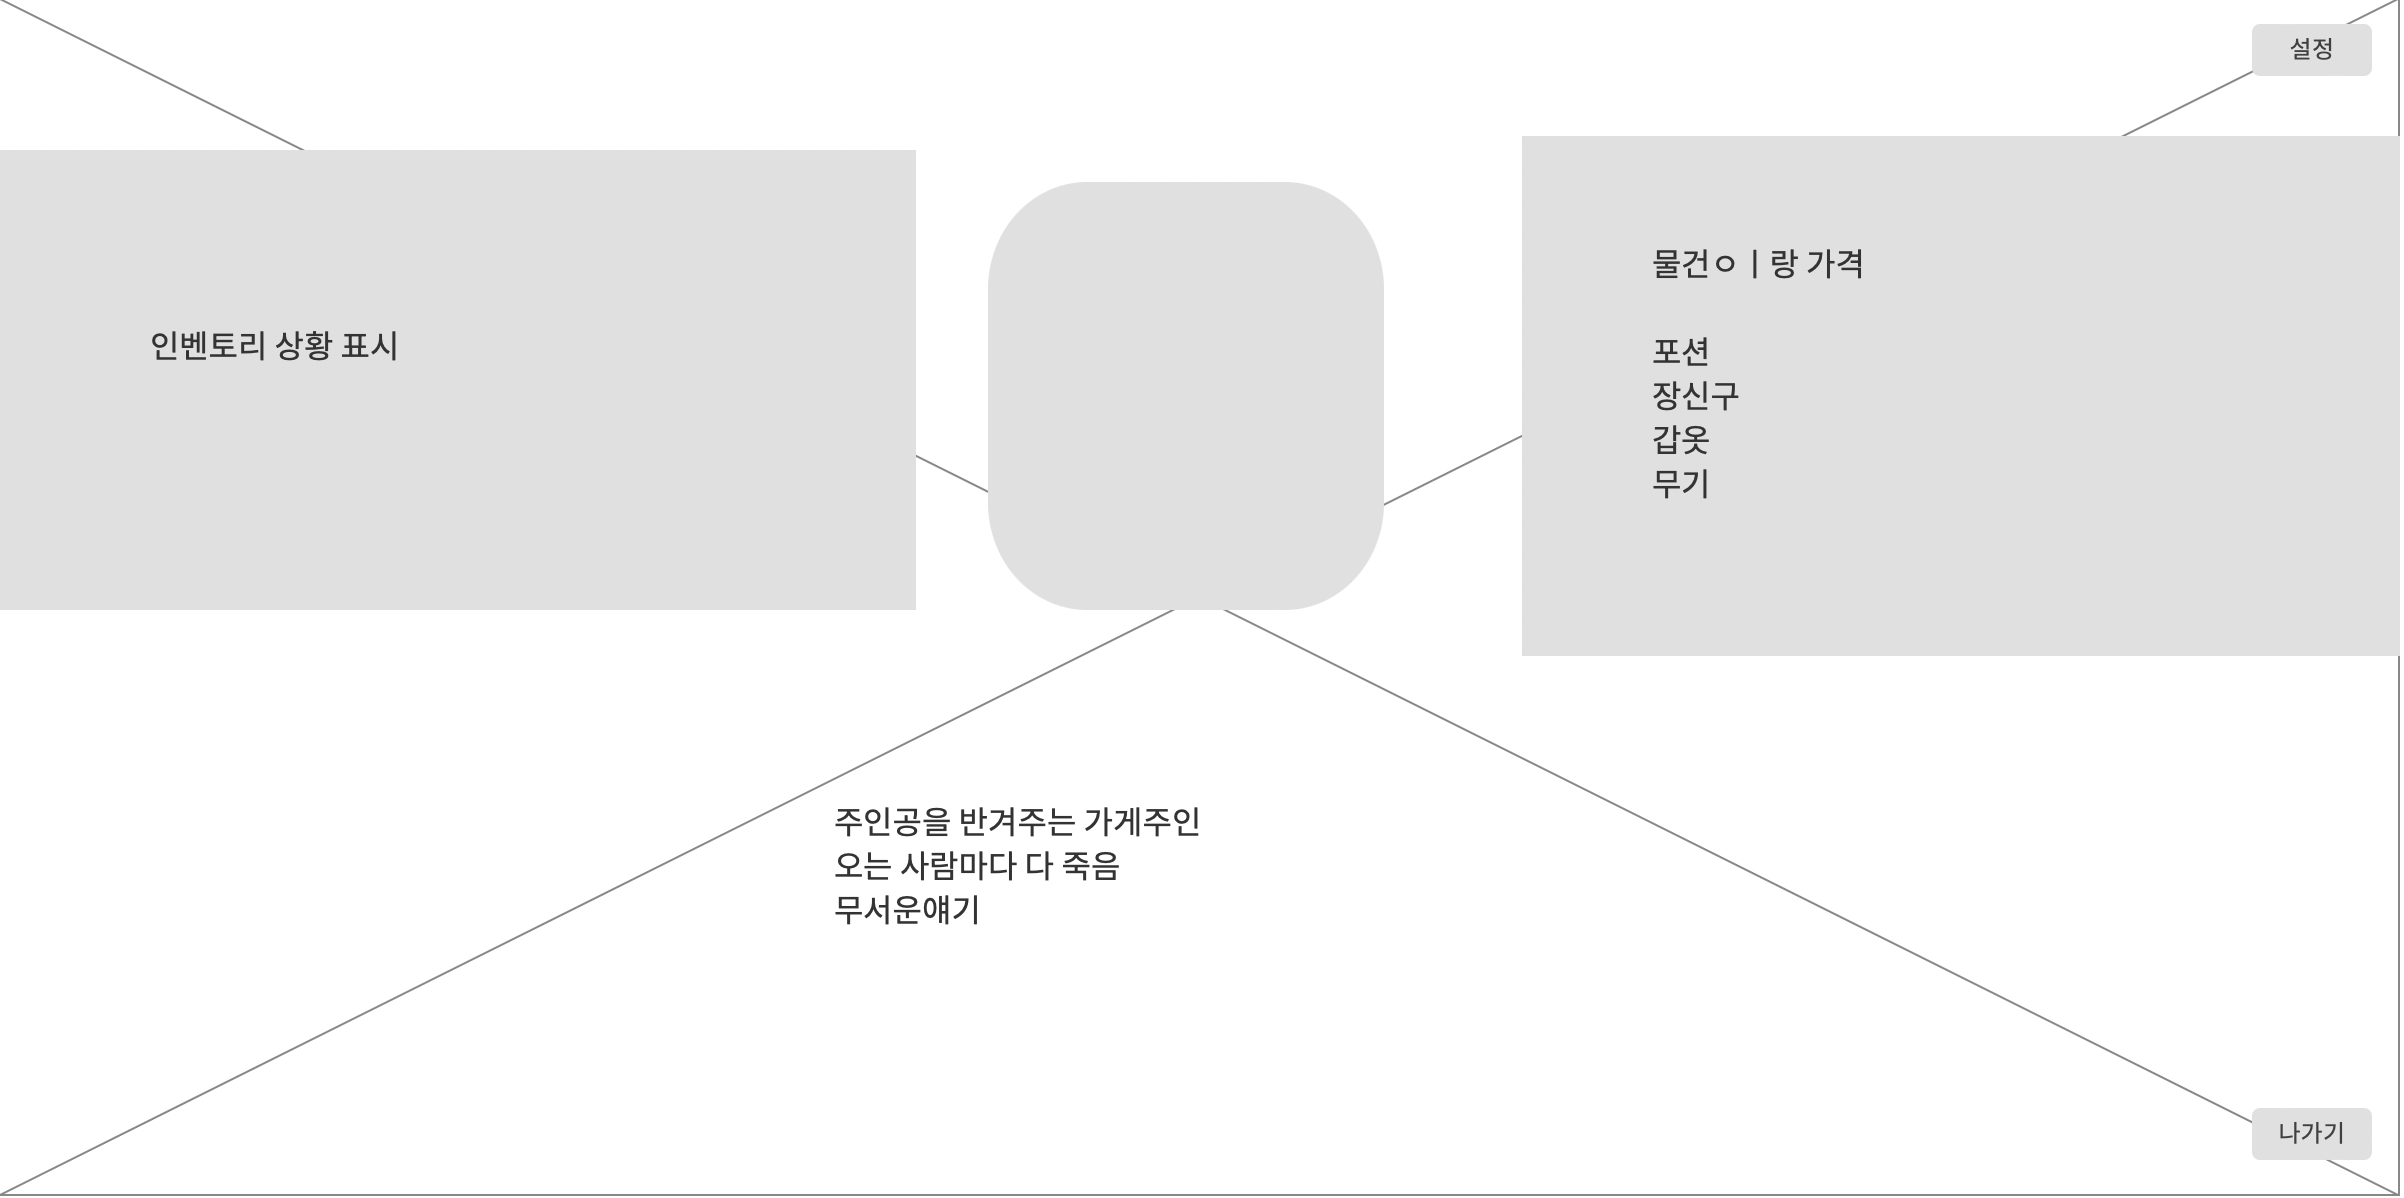 설정
인벤토리 상황 표시
물건ㅇㅣ랑 가격
포션
장신구
갑옷
무기
주인공을 반겨주는 가게주인
오는 사람마다 다 죽음
무서운얘기
나가기